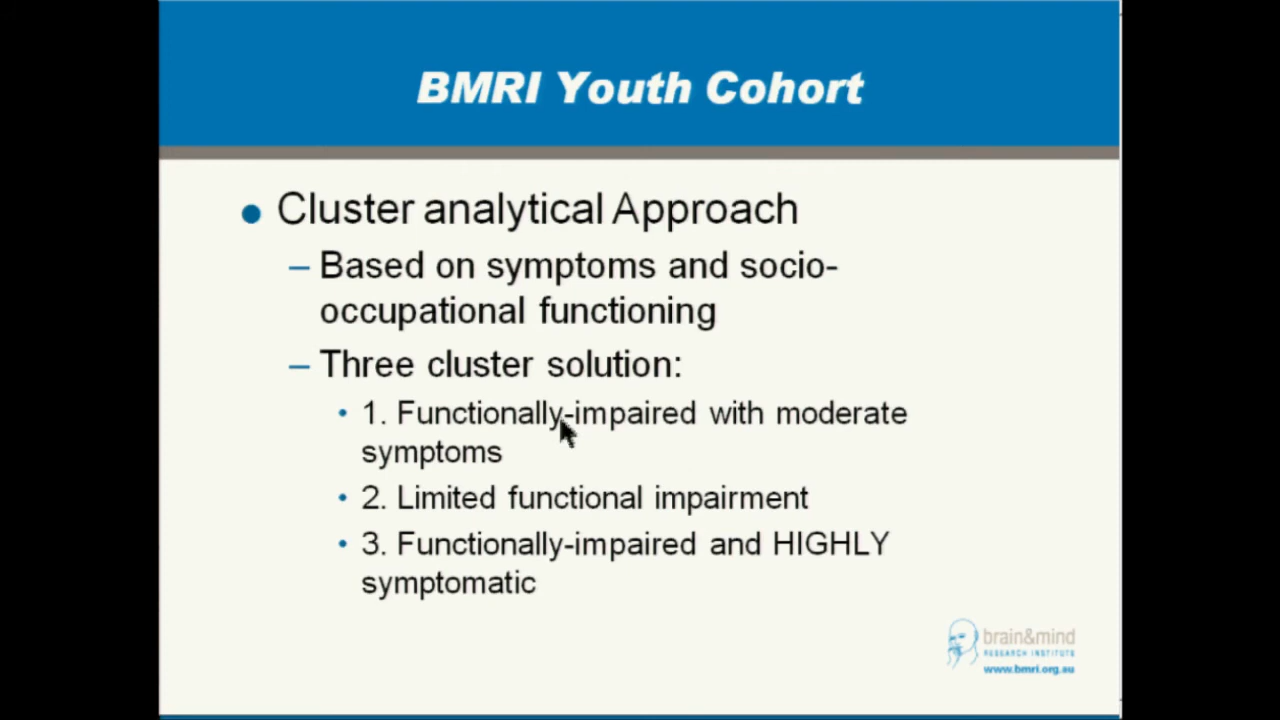 BMRI Youth Cohort
● Cluster analytical Approach
– Based on symptoms and socio-
occupational functioning
– Three cluster solution:
• 1. Functionally-impaired with moderate
symptoms
• 2. Limited functional impairment
• 3. Functionally-impaired and HIGHLY
symptomatic
brain&mind
RESEARCH INSTITUTE
www.bmri.org.au